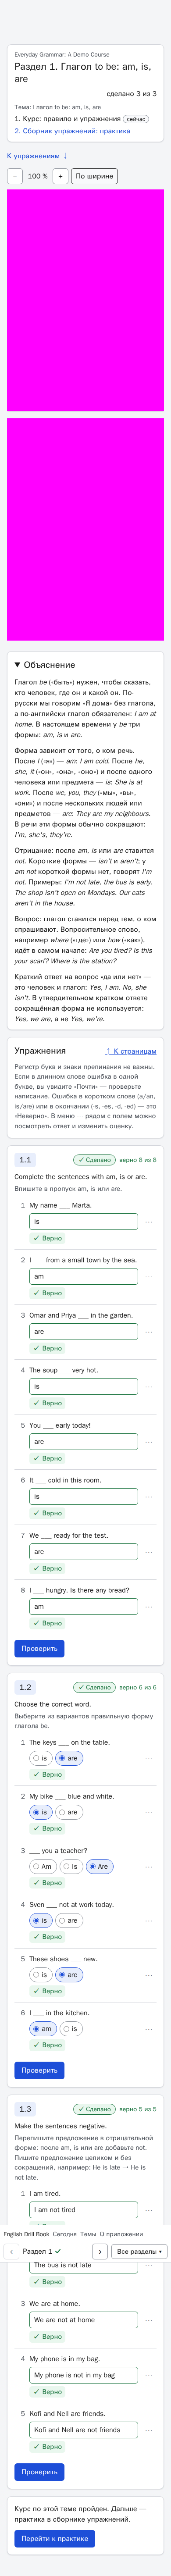 Everyday Grammar: A Demo Course
Раздел 1. Глагол to be: am, is,
are
сделано 3 из 3
Тема: Глагол to be: am, is, are
1. Курс: правило и упражнения сейчас
2. Сборник упражнений: практика
К упражнениям ↓
− 100 % + По ширине
▼ Объяснение
Глагол be («быть») нужен, чтобы сказать,
кто человек, где он и какой он. По-
русски мы говорим «Я дома» без глагола,
а по-английски глагол обязателен: I am at
home. В настоящем времени у be три
формы: am, is и are.
Форма зависит от того, о ком речь.
После I («я») — am: I am cold. После he,
she, it («он», «она», «оно») и после одного
человека или предмета — is: She is at
work. После we, you, they («мы», «вы»,
«они») и после нескольких людей или
предметов — are: They are my neighbours.
В речи эти формы обычно сокращают:
I'm, she's, they're.
Отрицание: после am, is или are ставится
not. Короткие формы — isn't и aren't; у
am not короткой формы нет, говорят I'm
not. Примеры: I'm not late, the bus is early.
The shop isn't open on Mondays. Our cats
aren't in the house.
Вопрос: глагол ставится перед тем, о ком
спрашивают. Вопросительное слово,
например where («где») или how («как»),
идёт в самом начале: Are you tired? Is this
your scarf? Where is the station?
Краткий ответ на вопрос «да или нет» —
это человек и глагол: Yes, I am. No, she
isn't. В утвердительном кратком ответе
сокращённая форма не используется:
Yes, we are, а не Yes, we're.
Упражнения ↑ К страницам
Регистр букв и знаки препинания не важны.
Если в длинном слове ошибка в одной
букве, вы увидите «Почти» — проверьте
написание. Ошибка в коротком слове (a/an,
is/are) или в окончании (-s, -es, -d, -ed) — это
«Неверно». В меню ⋯ рядом с ответом можно
посмотреть ответ и изменить оценку.
1.1 ✓ Сделано верно 8 из 8
Complete the sentences with am, is or are.
Впишите в пропуск am, is или are.
1 My name ___ Marta.
is ⋯
✓ Верно
2 I ___ from a small town by the sea.
am ⋯
✓ Верно
3 Omar and Priya ___ in the garden.
are ⋯
✓ Верно
4 The soup ___ very hot.
is ⋯
✓ Верно
5 You ___ early today!
are ⋯
✓ Верно
6 It ___ cold in this room.
is ⋯
✓ Верно
7 We ___ ready for the test.
are ⋯
✓ Верно
8 I ___ hungry. Is there any bread?
am ⋯
✓ Верно
Проверить
1.2 ✓ Сделано верно 6 из 6
Choose the correct word.
Выберите из вариантов правильную форму
глагола be.
1 The keys ___ on the table.
is are ⋯
✓ Верно
2 My bike ___ blue and white.
is are ⋯
✓ Верно
3 ___ you a teacher?
Am Is Are ⋯
✓ Верно
4 Sven ___ not at work today.
is are ⋯
✓ Верно
5 These shoes ___ new.
is are ⋯
✓ Верно
6 I ___ in the kitchen.
am is ⋯
✓ Верно
Проверить
1.3 ✓ Сделано верно 5 из 5
Make the sentences negative.
Перепишите предложение в отрицательной
форме: после am, is или are добавьте not.
Пишите предложение целиком и без
сокращений, например: He is late → He is
not late.
1 I am tired.
I am not tired ⋯
English Drill Book Сегодня Темы О приложении
‹ Раздел 1 ✓ › Все разделы ▾
The bus is not late
✓ Верно
3 We are at home.
We are not at home ⋯
✓ Верно
4 My phone is in my bag.
My phone is not in my bag ⋯
✓ Верно
5 Kofi and Nell are friends.
Kofi and Nell are not friends ⋯
✓ Верно
Проверить
Курс по этой теме пройден. Дальше —
практика в сборнике упражнений.
Перейти к практике